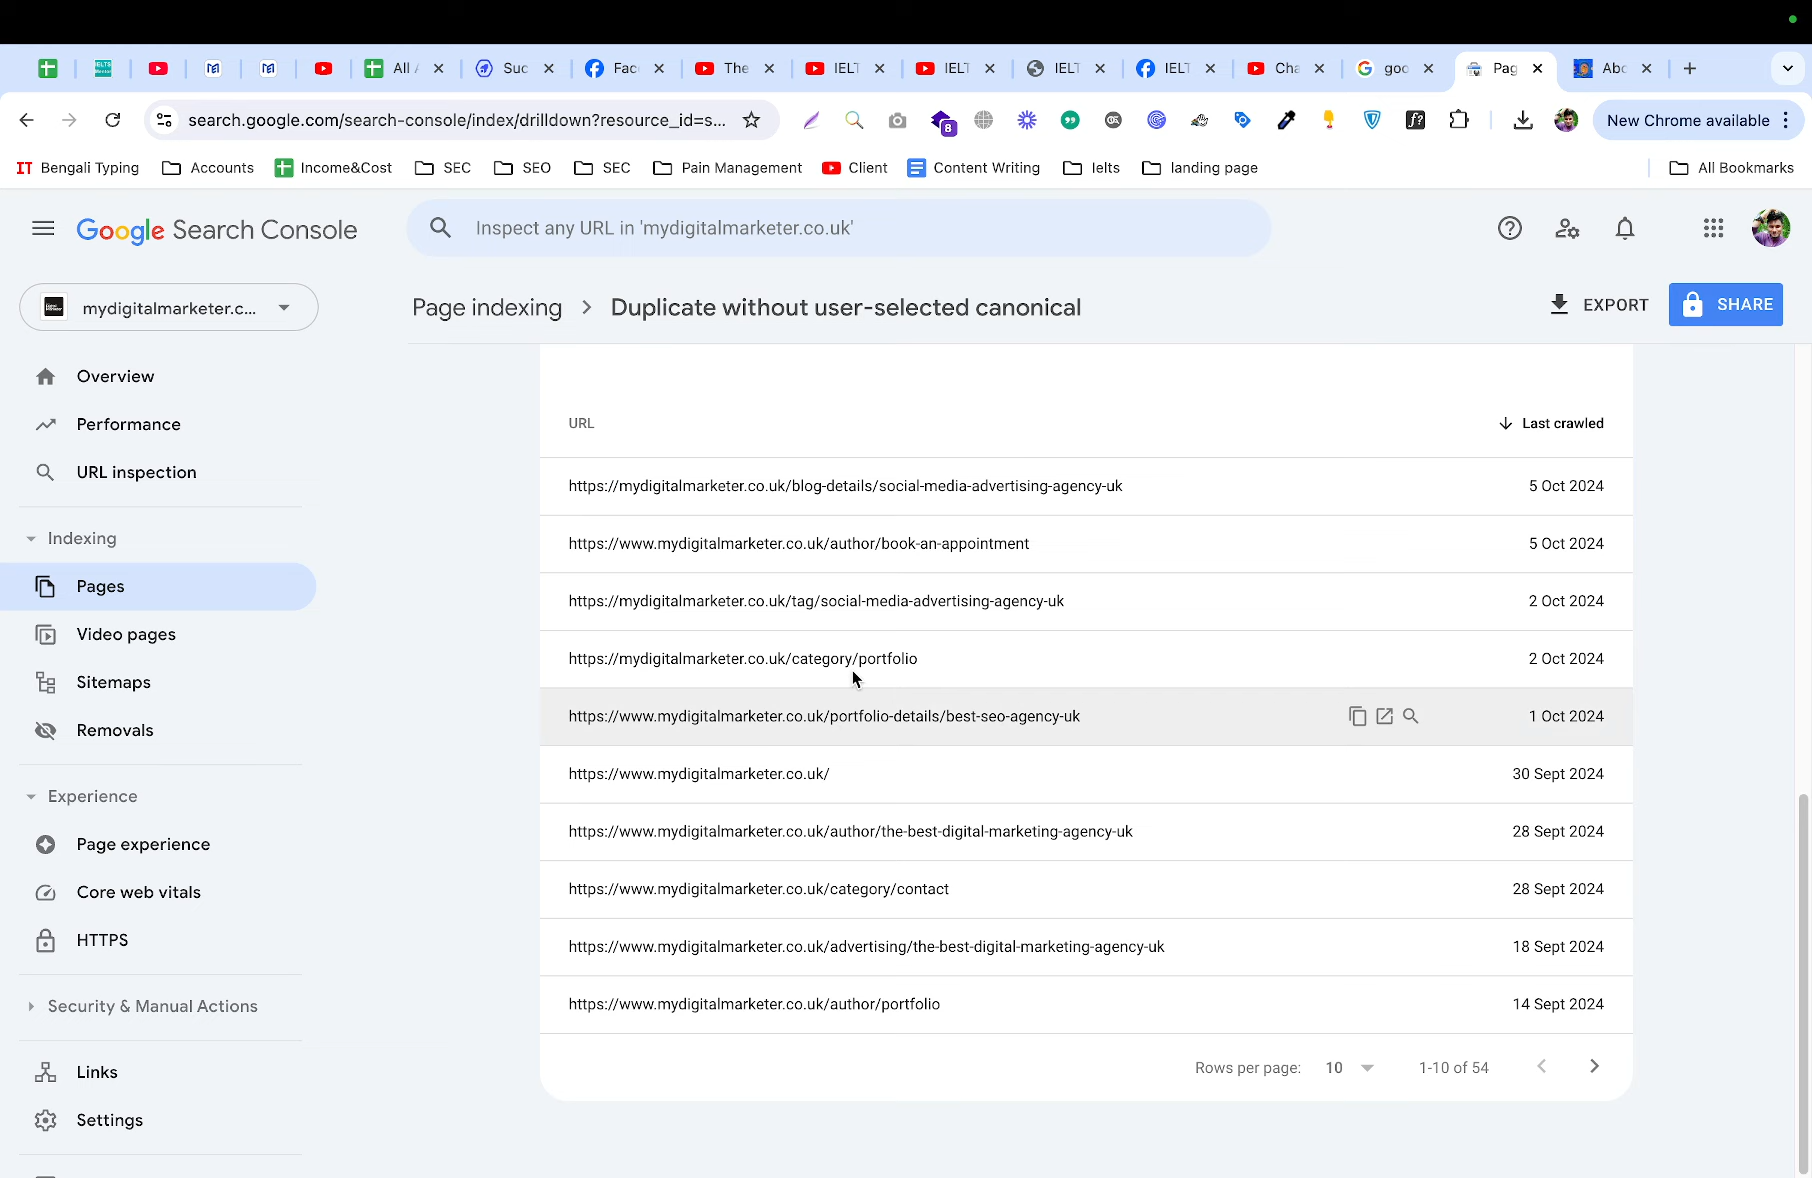 All
Suc
Fac
The
IELT
IELT
IELT
IELT
Cha
goo
Pag
Abc
search.google.com/search-console/index/drilldown?resource_id=s...
8
New Chrome available
IT Bengali Typing
Accounts
Income&Cost
SEC
SEO
SEC
Pain Management
Client
Content Writing
Ielts
landing page
All Bookmarks
Google Search Console
Inspect any URL in 'mydigitalmarketer.co.uk'
mydigitalmarketer.c...
Page indexing > Duplicate without user-selected canonical
EXPORT
SHARE
Overview
Performance
URL inspection
Indexing
Pages
Video pages
Sitemaps
Removals
Experience
Page experience
Core web vitals
HTTPS
Security & Manual Actions
Links
Settings
URL Last crawled
https://mydigitalmarketer.co.uk/blog-details/social-media-advertising-agency-uk 5 Oct 2024
https://www.mydigitalmarketer.co.uk/author/book-an-appointment 5 Oct 2024
https://mydigitalmarketer.co.uk/tag/social-media-advertising-agency-uk 2 Oct 2024
https://mydigitalmarketer.co.uk/category/portfolio 2 Oct 2024
https://www.mydigitalmarketer.co.uk/portfolio-details/best-seo-agency-uk 1 Oct 2024
https://www.mydigitalmarketer.co.uk/ 30 Sept 2024
https://www.mydigitalmarketer.co.uk/author/the-best-digital-marketing-agency-uk 28 Sept 2024
https://www.mydigitalmarketer.co.uk/category/contact 28 Sept 2024
https://www.mydigitalmarketer.co.uk/advertising/the-best-digital-marketing-agency-uk 18 Sept 2024
https://www.mydigitalmarketer.co.uk/author/portfolio 14 Sept 2024
Rows per page: 10 1-10 of 54